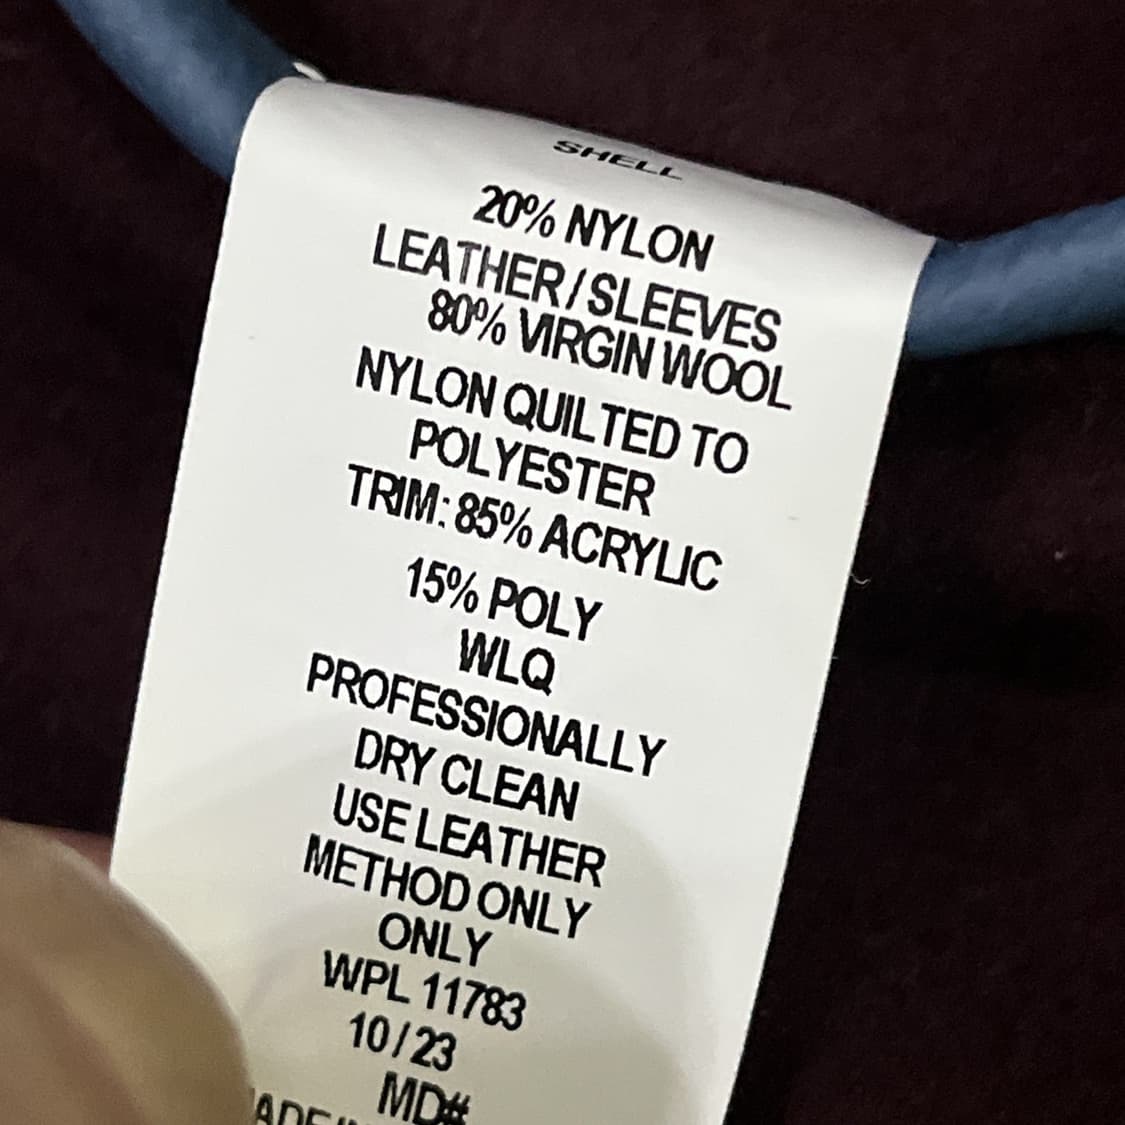 SHELL
20% NYLON
LEATHER/SLEEVES
80% VIRGIN WOOL
NYLON QUILTED TO
POLYESTER
TRIM: 85% ACRYLIC
15% POLY
WLQ
PROFESSIONALLY
DRY CLEAN
USE LEATHER
METHOD ONLY
ONLY
WPL 11783
10/23
MD#